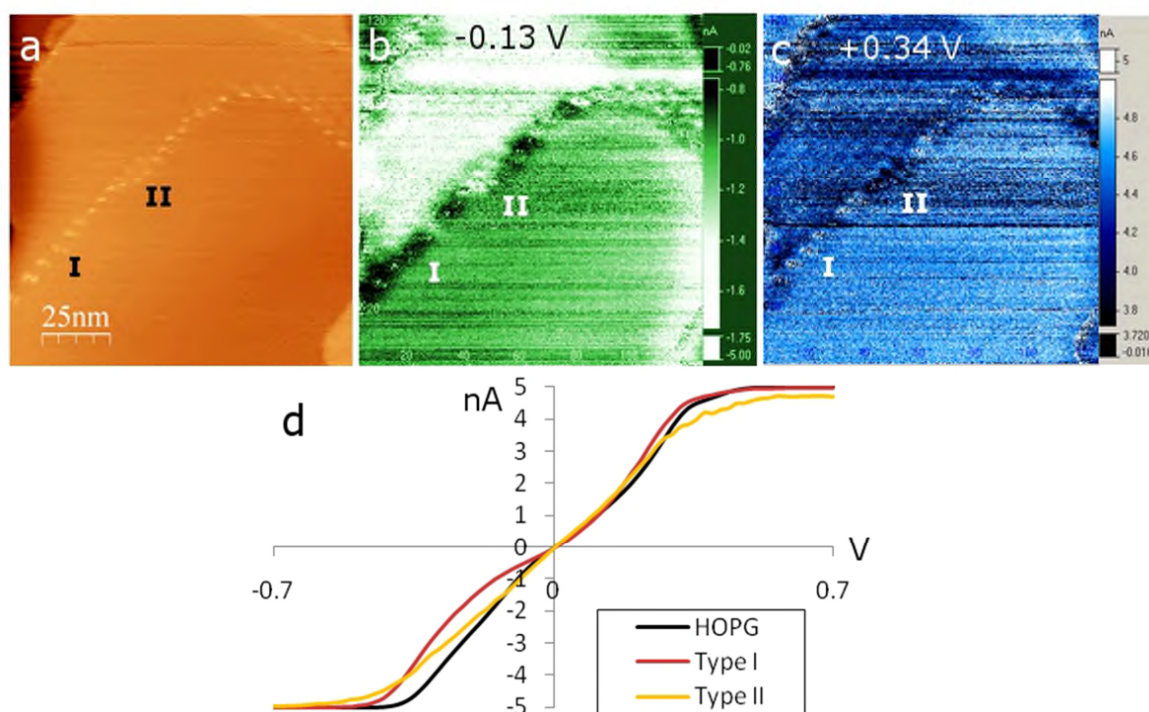 a
I
II
25nm
b
-0.13 V
I
II
nA
-0.02
-0.76
-0.8
-1.0
-1.2
-1.4
-1.6
-1.75
-5.00
c
+0.34 V
I
II
nA
5
4.8
4.6
4.4
4.2
4.0
3.8
3.720
d
nA
V
5
4
3
2
1
0
-1
-2
-3
-4
-5
-0.7
0
0.7
HOPG
Type I
Type II